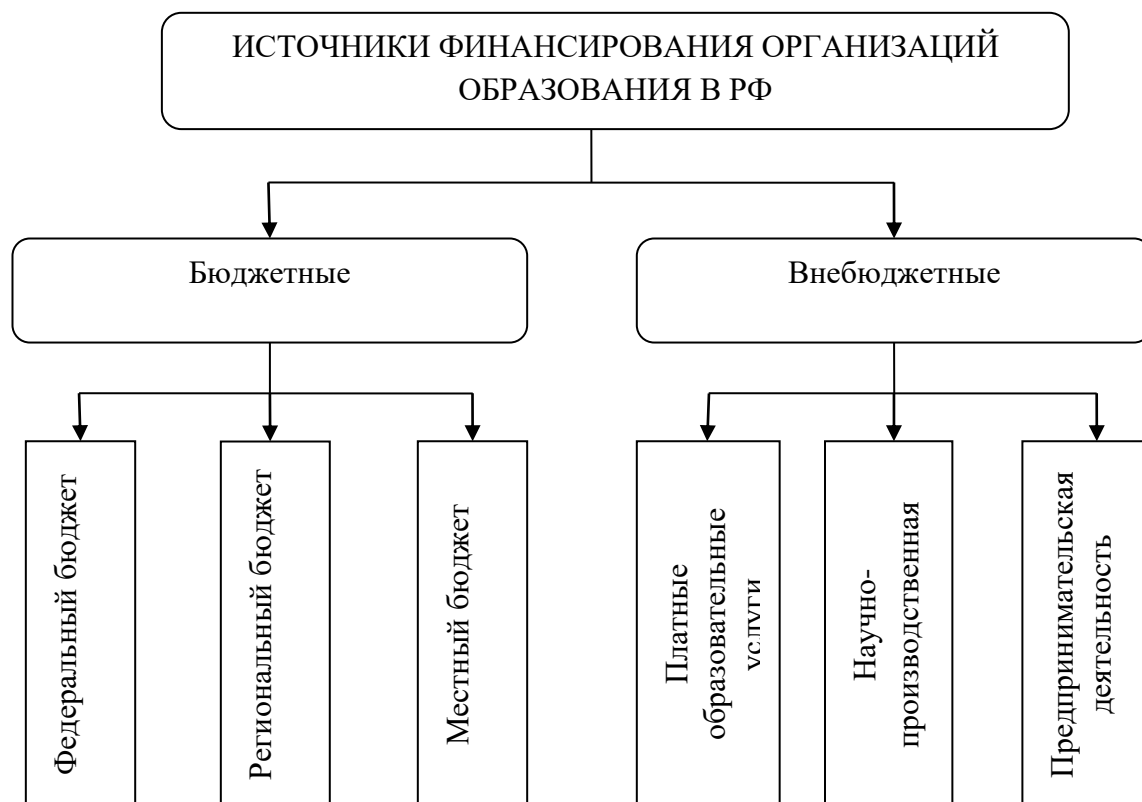 ИСТОЧНИКИ ФИНАНСИРОВАНИЯ ОРГАНИЗАЦИЙ
ОБРАЗОВАНИЯ В РФ
Бюджетные
Внебюджетные
Федеральный бюджет
Региональный бюджет
Местный бюджет
Платные
образовательные
услуги
Научно-
производственная
Предпринимательская
деятельность